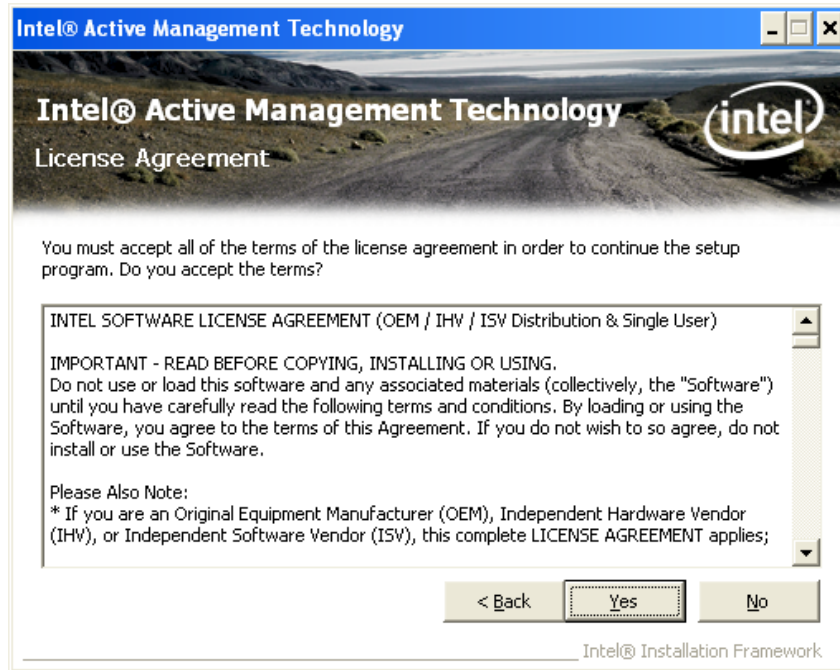 Intel® Active Management Technology
Intel® Active Management Technology
intel
License Agreement
You must accept all of the terms of the license agreement in order to continue the setup
program. Do you accept the terms?
INTEL SOFTWARE LICENSE AGREEMENT (OEM / IHV / ISV Distribution & Single User)
IMPORTANT - READ BEFORE COPYING, INSTALLING OR USING.
Do not use or load this software and any associated materials (collectively, the "Software")
until you have carefully read the following terms and conditions. By loading or using the
Software, you agree to the terms of this Agreement. If you do not wish to so agree, do not
install or use the Software.
Please Also Note:
* If you are an Original Equipment Manufacturer (OEM), Independent Hardware Vendor
(IHV), or Independent Software Vendor (ISV), this complete LICENSE AGREEMENT applies;
< Back
Yes
No
Intel® Installation Framework